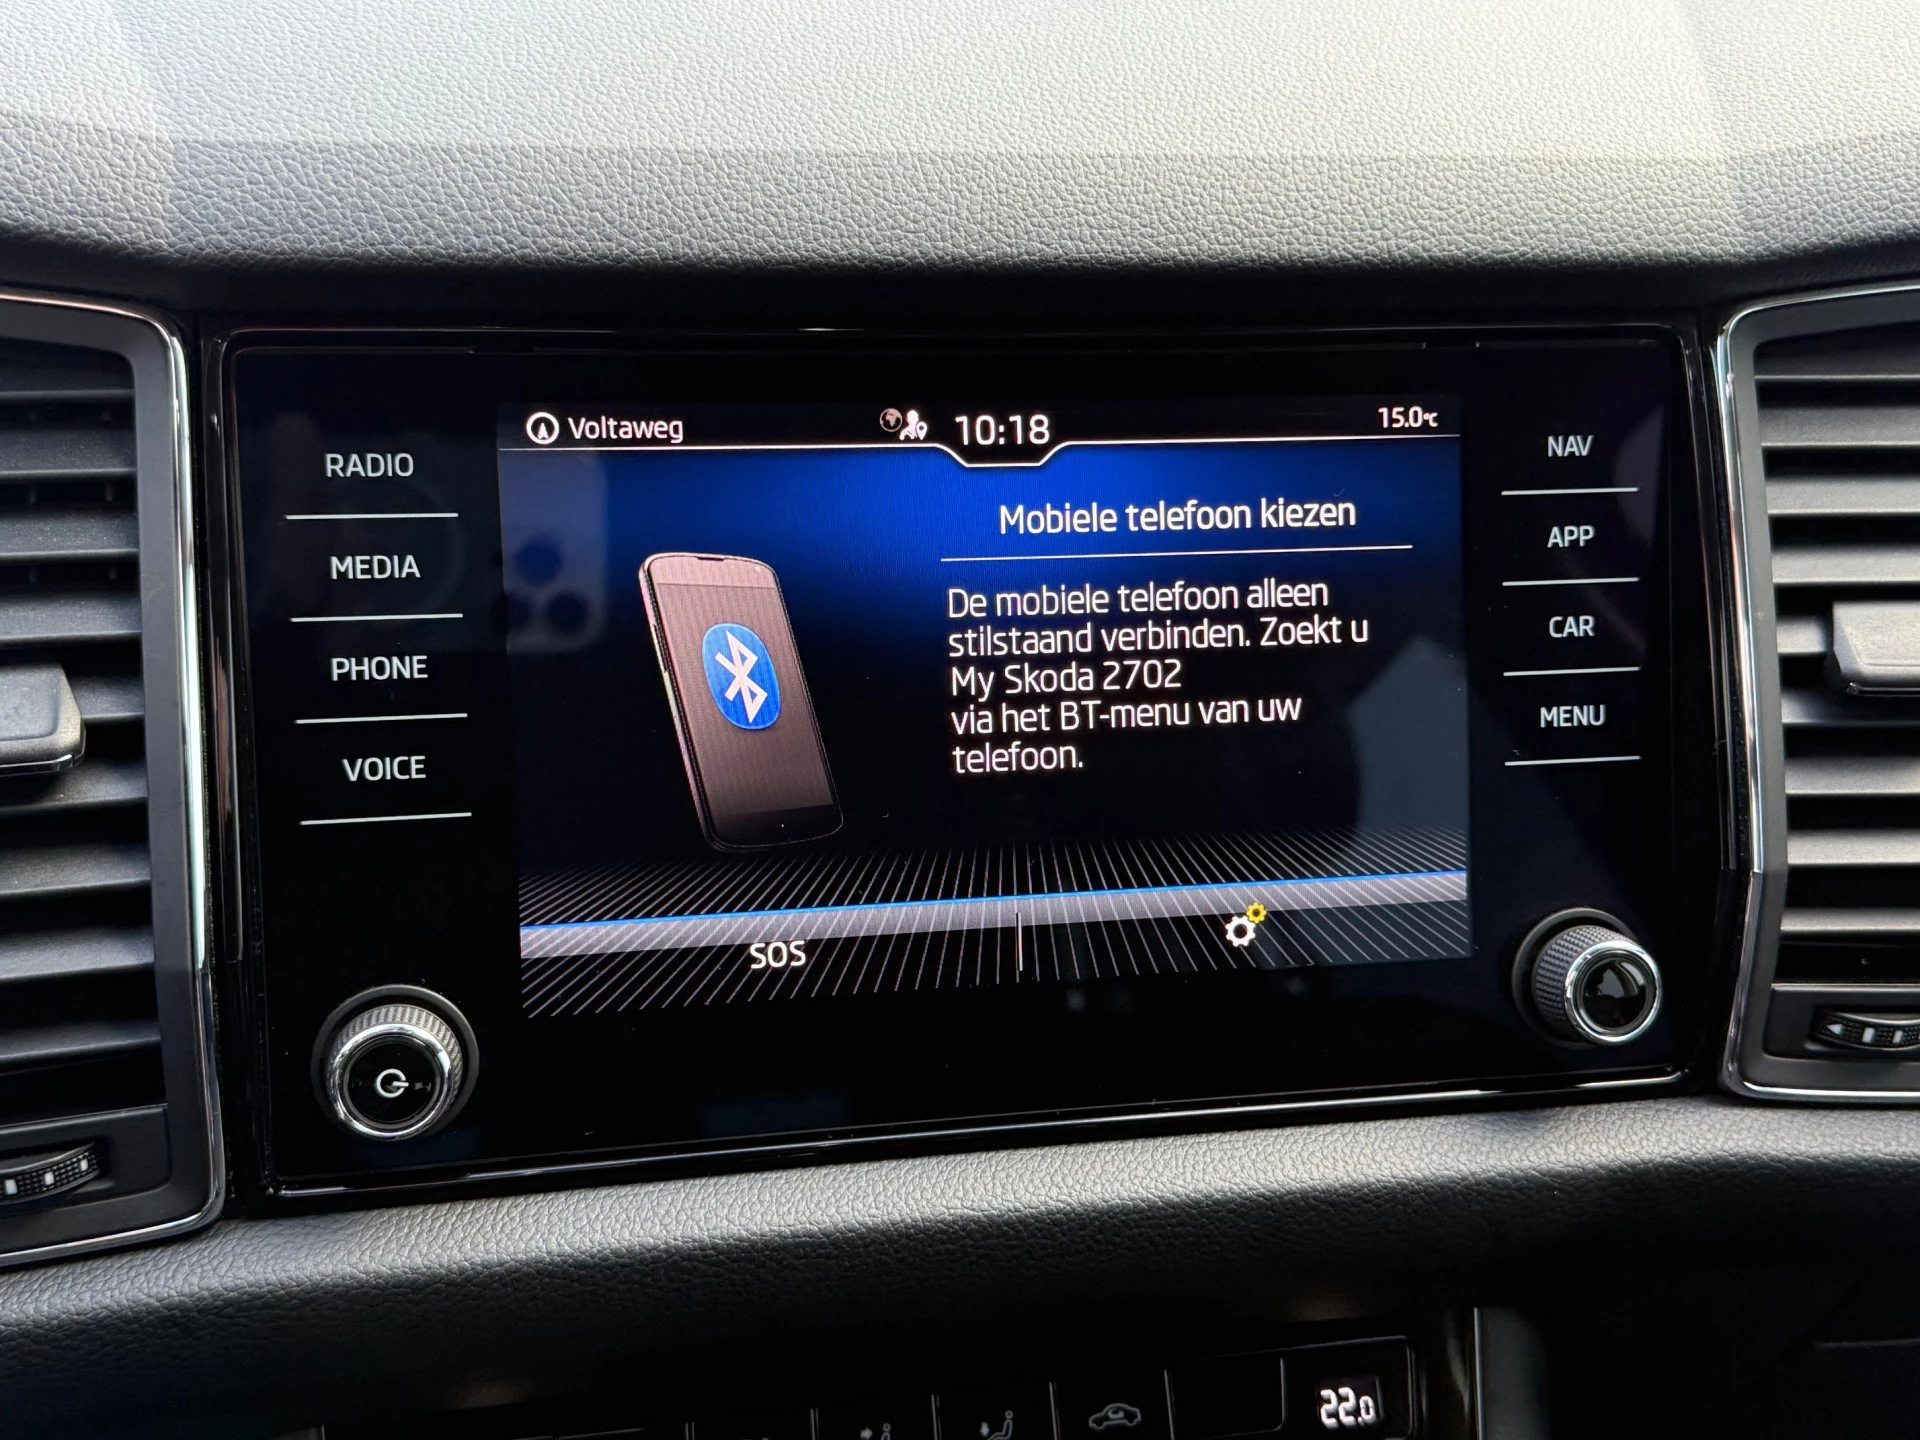 Voltaweg 10:18 15.0°C
RADIO
MEDIA
PHONE
VOICE
Mobiele telefoon kiezen
De mobiele telefoon alleen
stilstaand verbinden. Zoekt u
My Skoda 2702
via het BT-menu van uw
telefoon.
SOS
NAV
APP
CAR
MENU
22.0